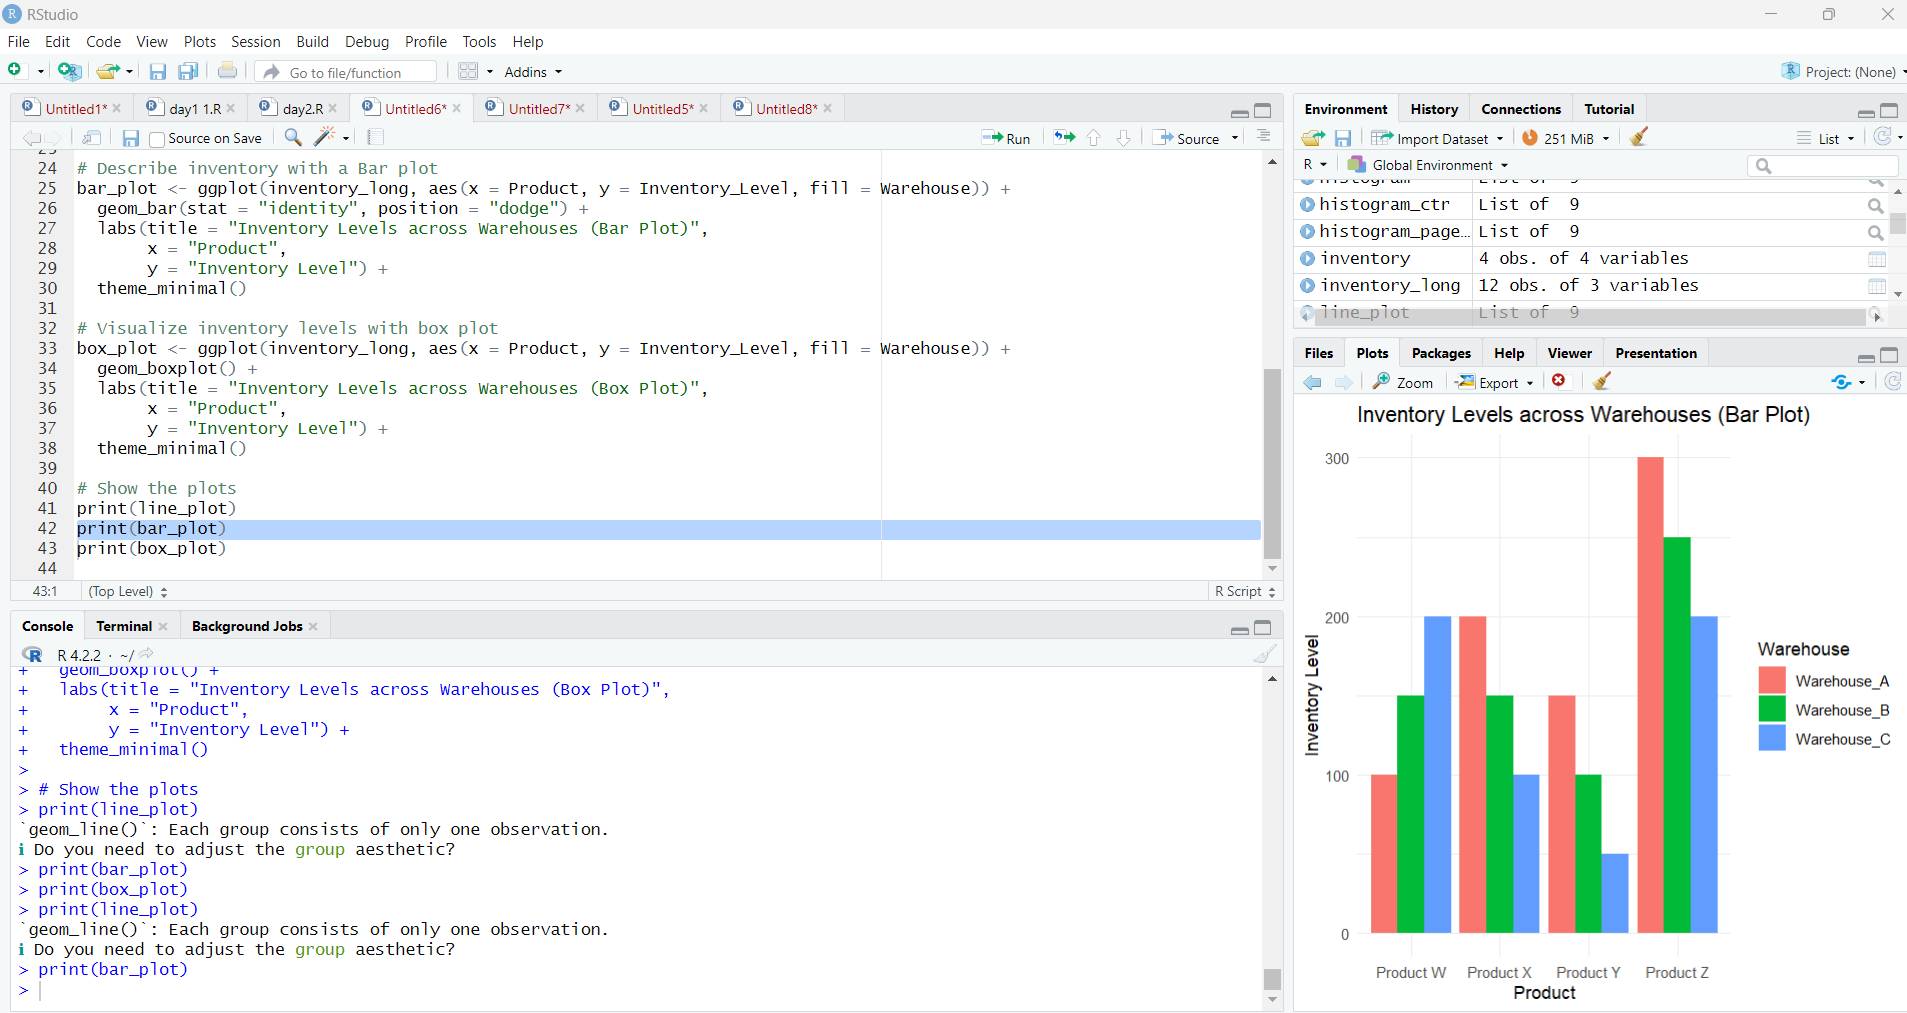 RStudio
File Edit Code View Plots Session Build Debug Profile Tools Help
Go to file/function Addins Project: (None)
Untitled1* day1 1.R day2.R Untitled6* Untitled7* Untitled5* Untitled8*
Source on Save Run Source
24 # Describe inventory with a Bar plot
25 bar_plot <- ggplot(inventory_long, aes(x = Product, y = Inventory_Level, fill = Warehouse)) +
26 geom_bar(stat = "identity", position = "dodge") +
27 labs(title = "Inventory Levels across Warehouses (Bar Plot)",
28 x = "Product",
29 y = "Inventory Level") +
30 theme_minimal()
31
32 # Visualize inventory levels with box plot
33 box_plot <- ggplot(inventory_long, aes(x = Product, y = Inventory_Level, fill = Warehouse)) +
34 geom_boxplot() +
35 labs(title = "Inventory Levels across Warehouses (Box Plot)",
36 x = "Product",
37 y = "Inventory Level") +
38 theme_minimal()
39
40 # Show the plots
41 print(line_plot)
42 print(bar_plot)
43 print(box_plot)
44
43:1 (Top Level) R Script
Console Terminal Background Jobs
R 4.2.2 · ~/
+ geom_boxplot() +
+ labs(title = "Inventory Levels across Warehouses (Box Plot)",
+ x = "Product",
+ y = "Inventory Level") +
+ theme_minimal()
>
> # Show the plots
> print(line_plot)
`geom_line()`: Each group consists of only one observation.
ℹ Do you need to adjust the group aesthetic?
> print(bar_plot)
> print(box_plot)
> print(line_plot)
`geom_line()`: Each group consists of only one observation.
ℹ Do you need to adjust the group aesthetic?
> print(bar_plot)
>
Environment History Connections Tutorial
Import Dataset 251 MiB List
R Global Environment
histogram List of 9
histogram_ctr List of 9
histogram_page… List of 9
inventory 4 obs. of 4 variables
inventory_long 12 obs. of 3 variables
line_plot List of 9
Files Plots Packages Help Viewer Presentation
Zoom Export
Inventory Levels across Warehouses (Bar Plot)
300
200
100
0
Inventory Level
Product W Product X Product Y Product Z
Product
Warehouse
Warehouse_A
Warehouse_B
Warehouse_C